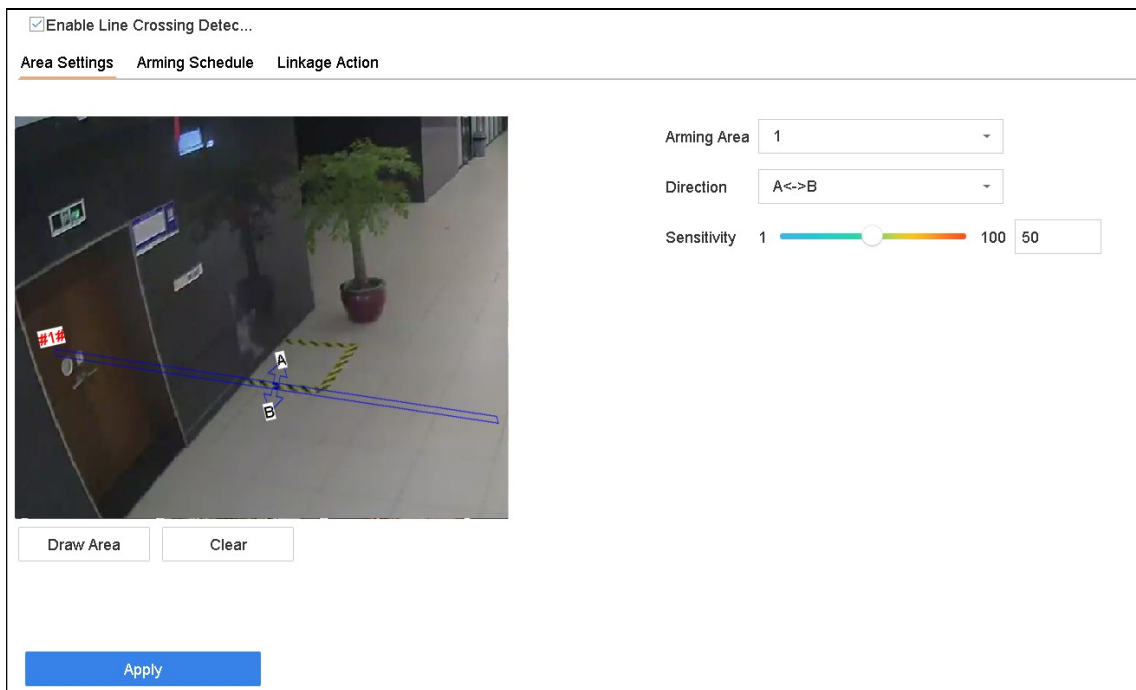 Enable Line Crossing Detec...
Area Settings Arming Schedule Linkage Action
Arming Area 1
Direction A<->B
Sensitivity 1 100 50
#1#
A
B
Draw Area Clear
Apply